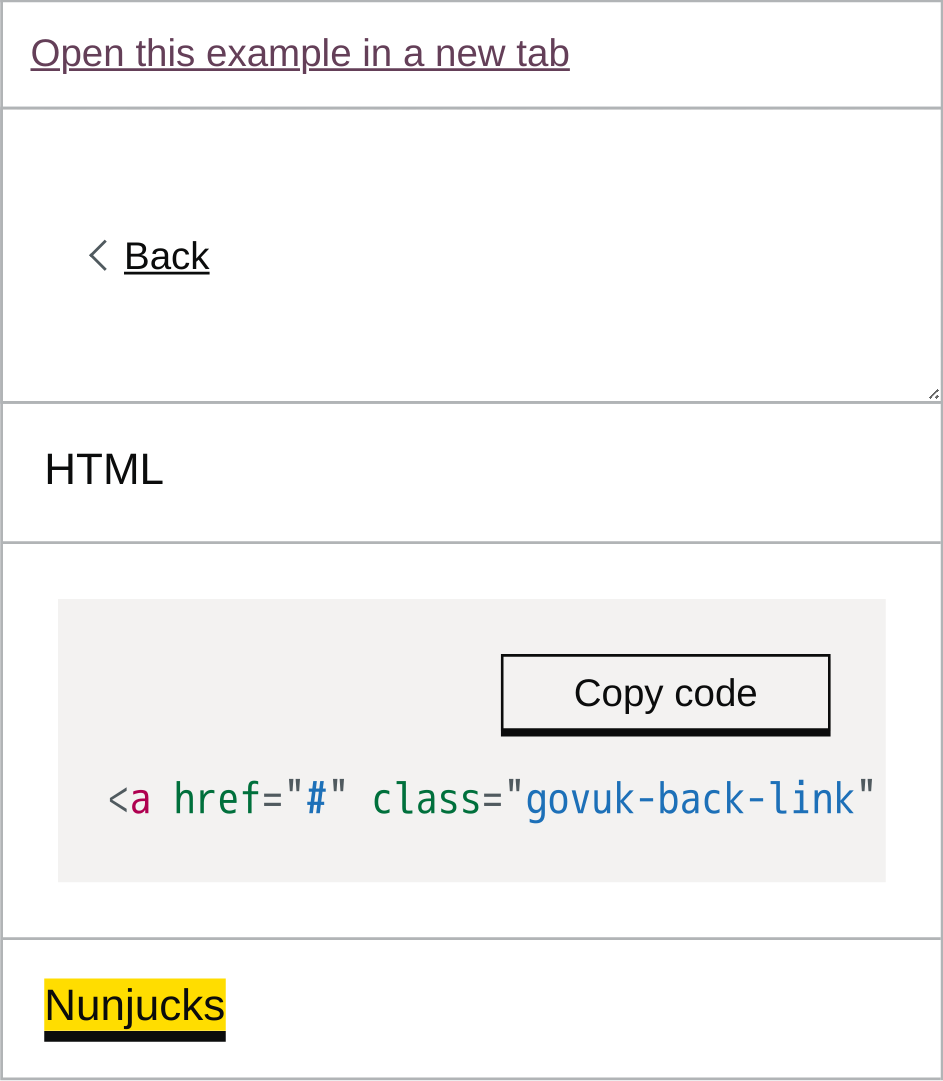 Open this example in a new tab
Back
HTML
Copy code
<a href="#" class="govuk-back-link"
Nunjucks